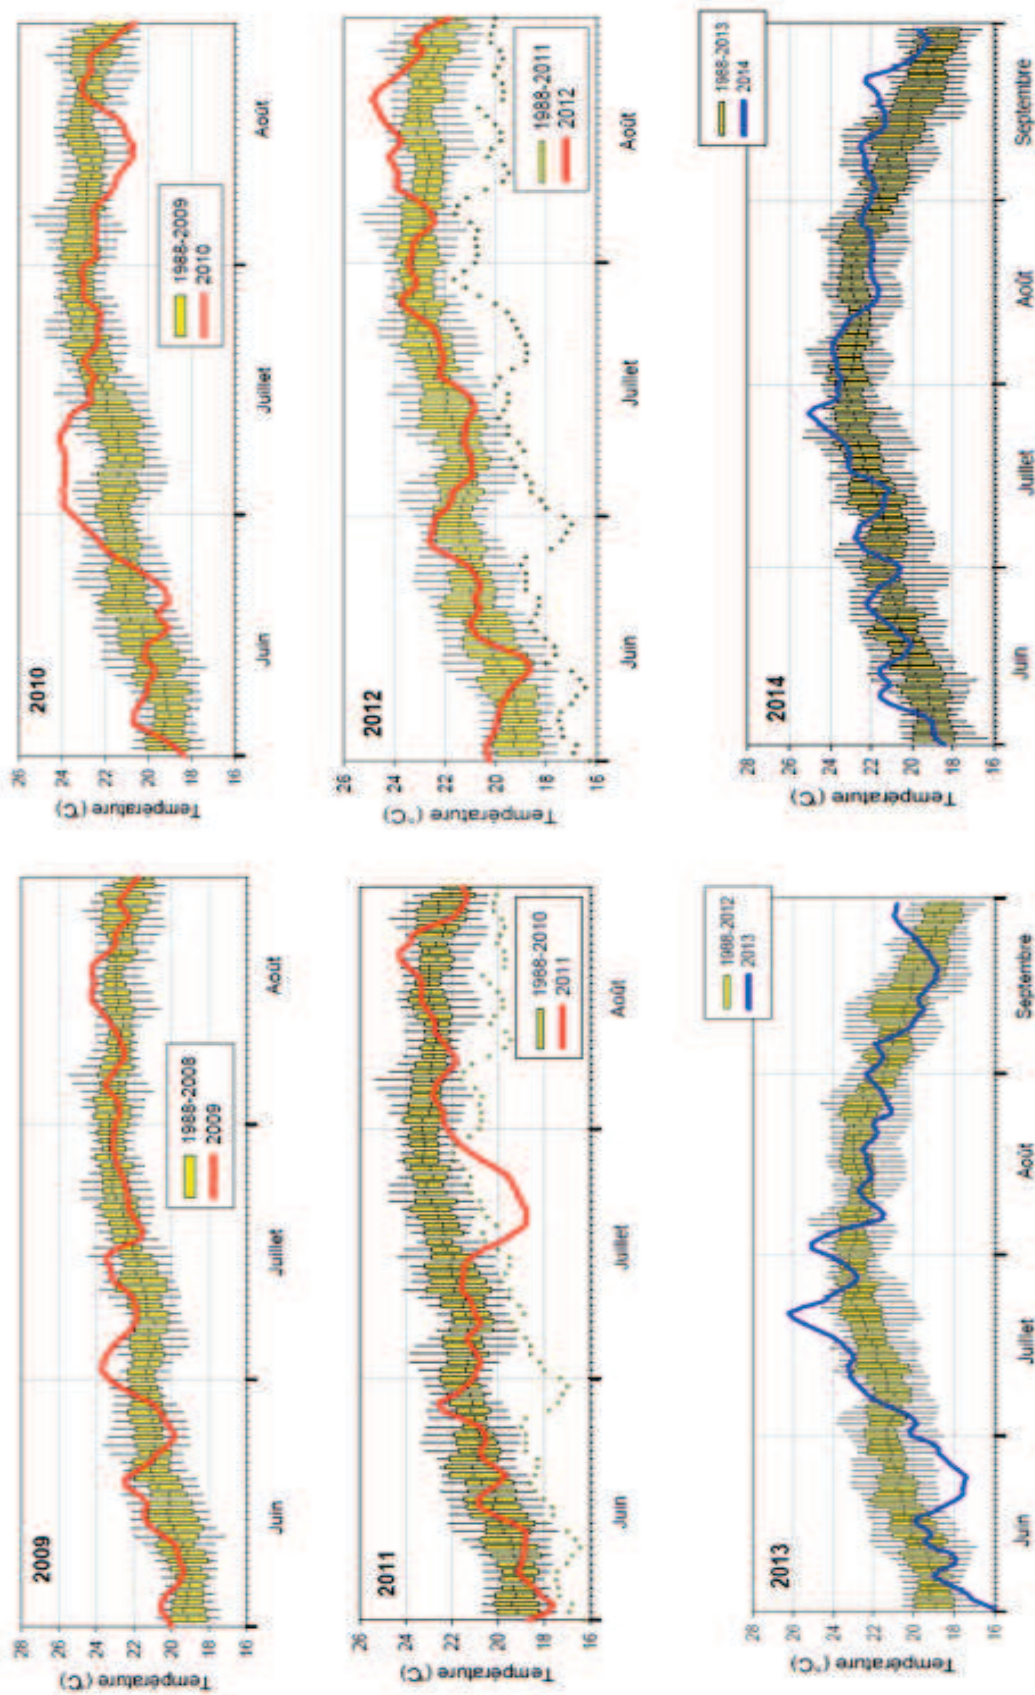 2009
Température (°C)
26
24
22
20
18
16
Juin
Juillet
Août
1988-2008
2009
2010
Température (°C)
26
24
22
20
18
16
Juin
Juillet
Août
1988-2009
2010
2011
Température (°C)
26
24
22
20
18
16
Juin
Juillet
Août
1988-2010
2011
2012
Température (°C)
26
24
22
20
18
16
Juin
Juillet
Août
1988-2011
2012
2013
Température (°C)
28
26
24
22
20
18
16
Juin
Juillet
Août
Septembre
1988-2012
2013
2014
Température (°C)
28
26
24
22
20
18
16
Juin
Juillet
Août
Septembre
1988-2013
2014